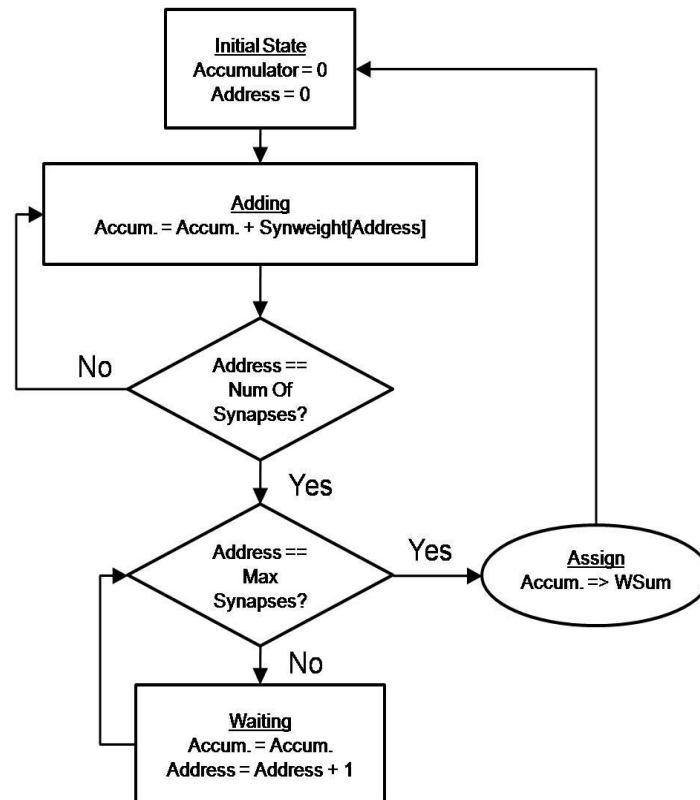 Initial State
Accumulator = 0
Address = 0
Adding
Accum. = Accum. + Synweight[Address]
Address ==
Num Of
Synapses?
No
Yes
Address ==
Max
Synapses?
Yes
Assign
Accum. => WSum
No
Waiting
Accum. = Accum.
Address = Address + 1